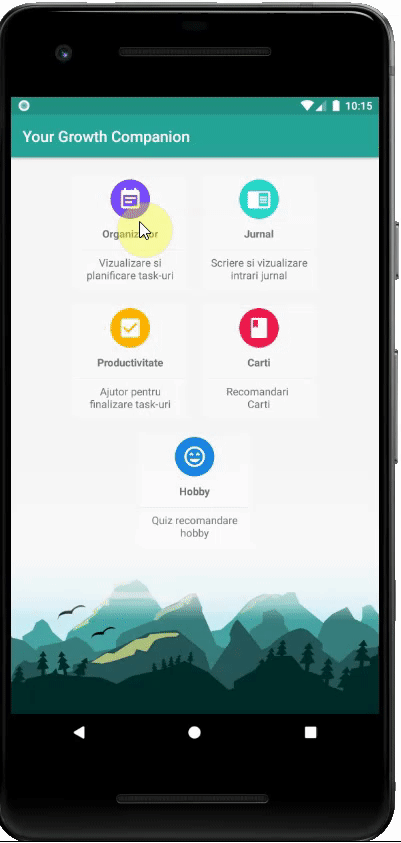 10:15
Your Growth Companion
Organizator
Jurnal
Vizualizare si
planificare task-uri
Scriere si vizualizare
intrari jurnal
Productivitate
Carti
Ajutor pentru
finalizare task-uri
Recomandari
Carti
Hobby
Quiz recomandare
hobby